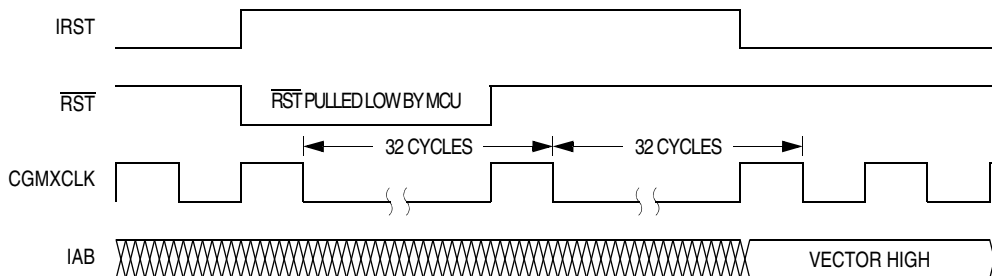 IRST
RST
RST PULLED LOW BY MCU
32 CYCLES
32 CYCLES
CGMXCLK
IAB
VECTOR HIGH